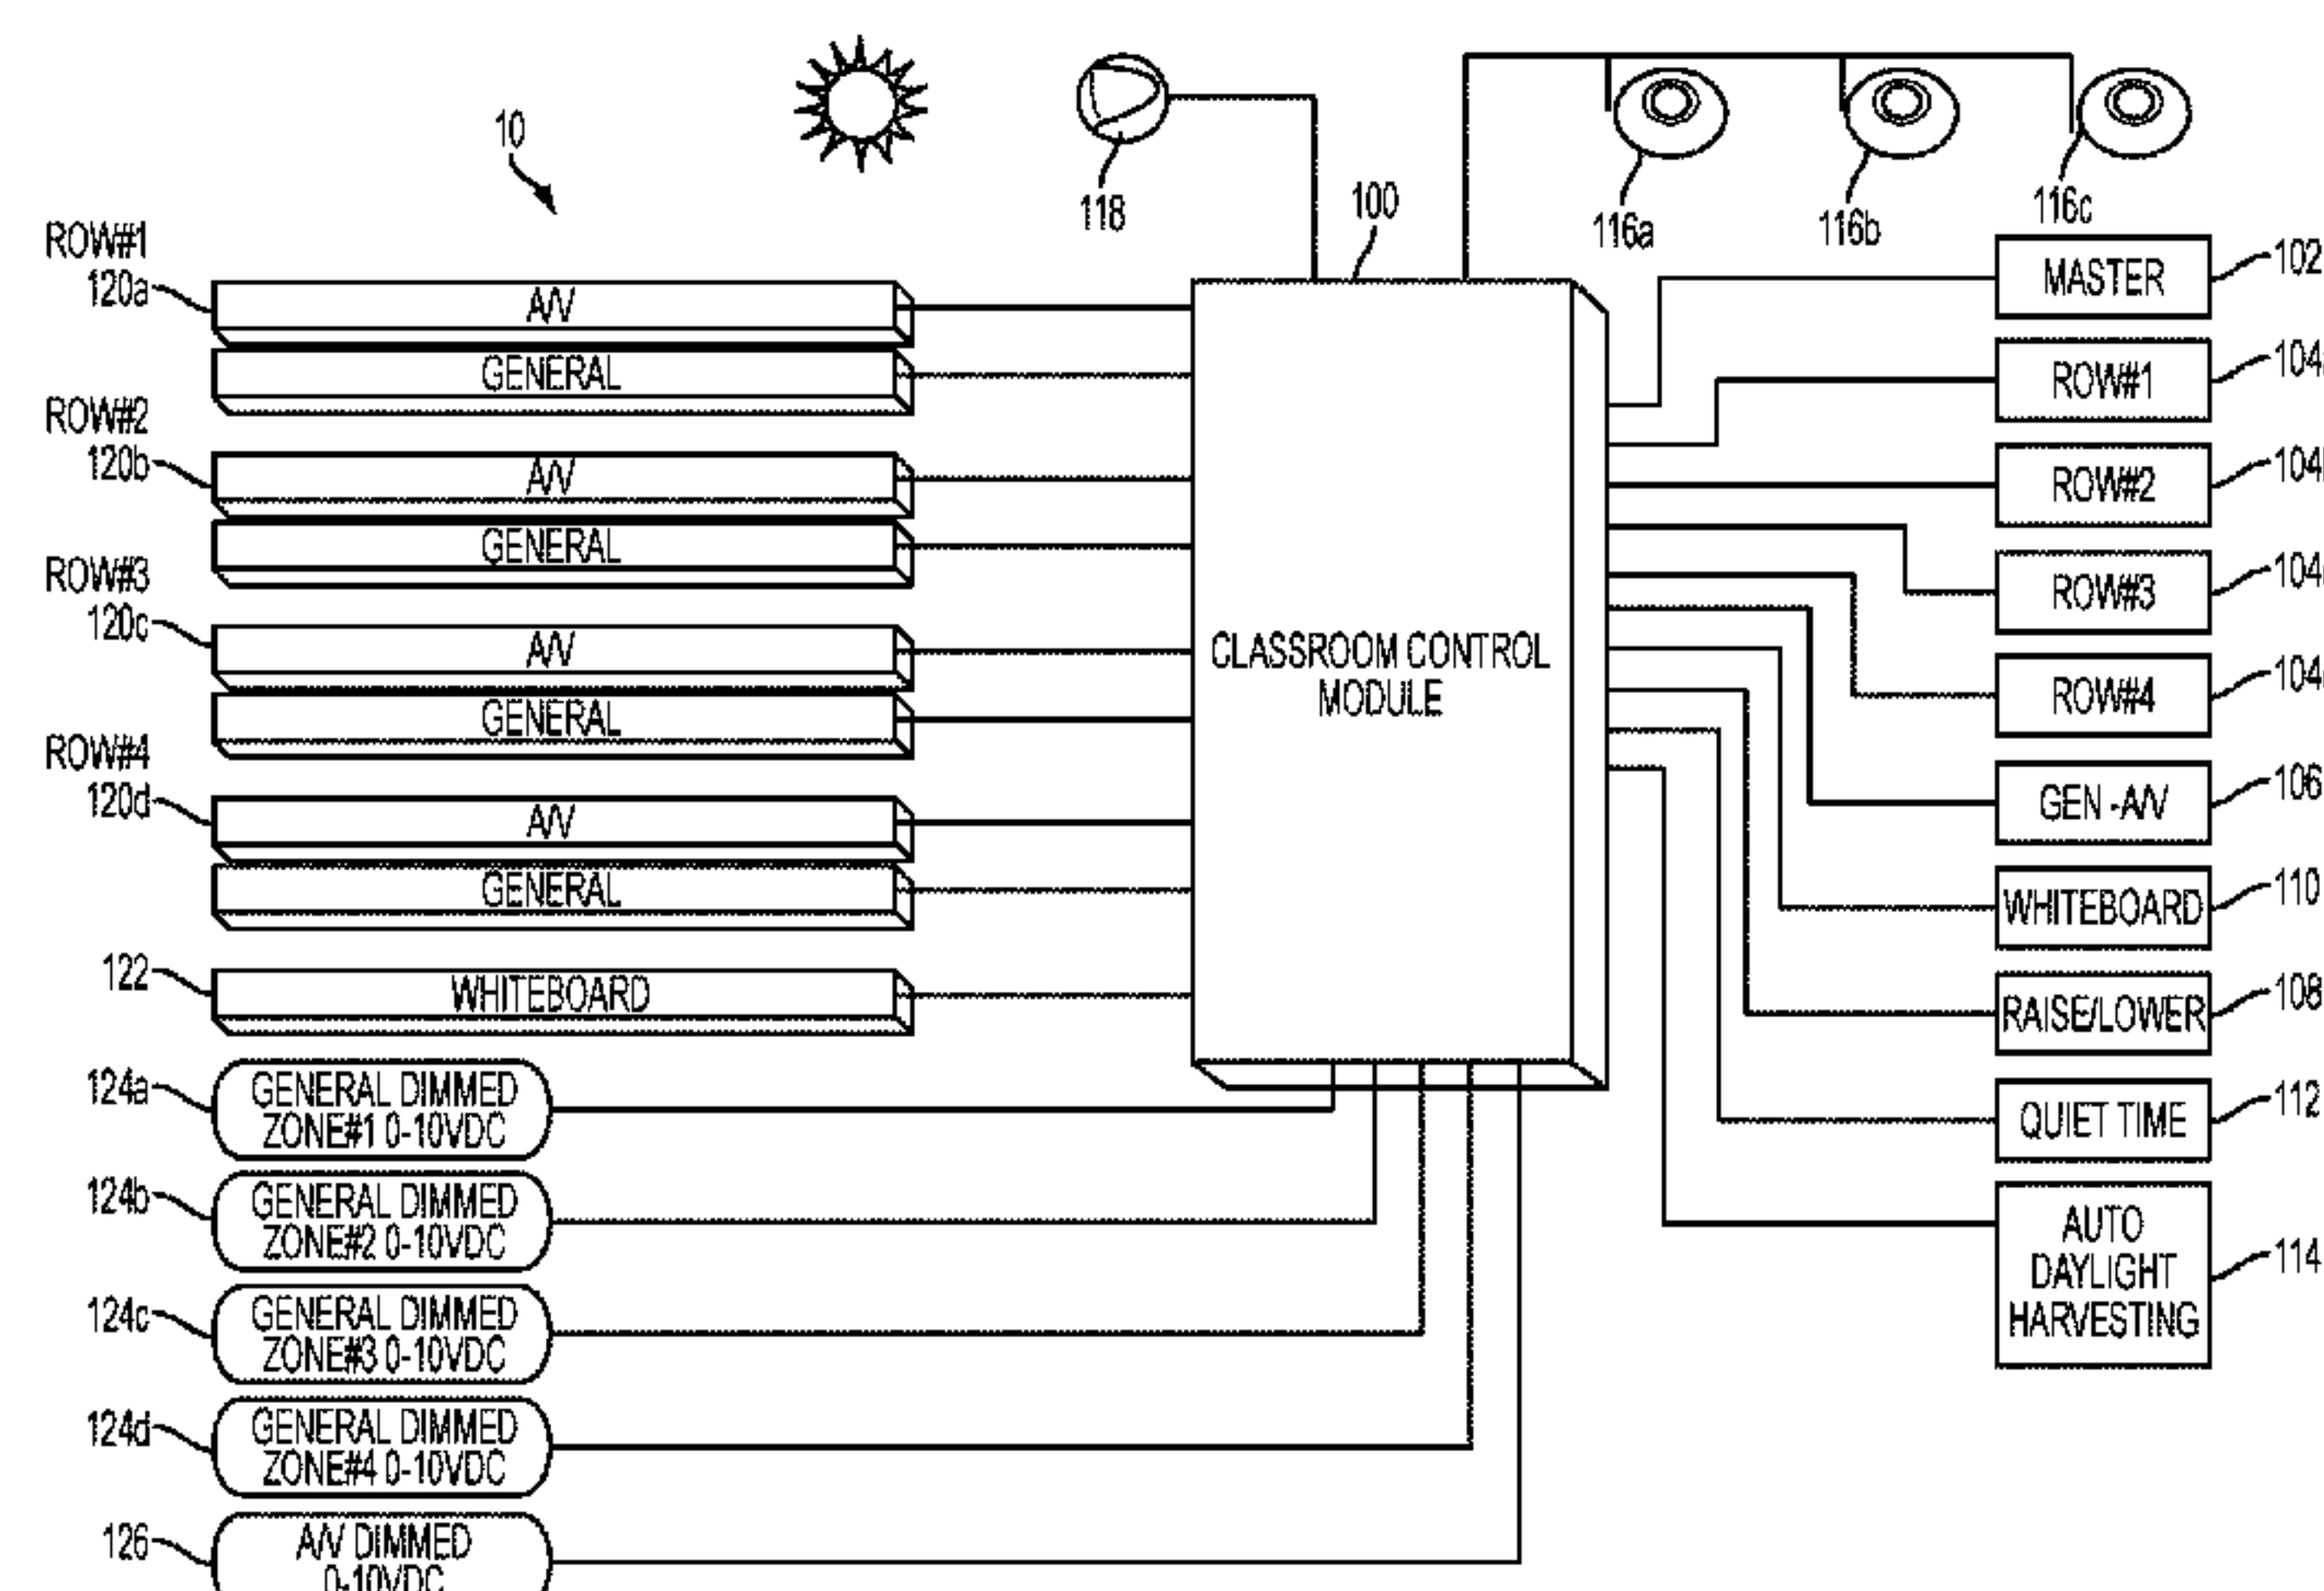 10
118
100
116a
116b
116c
ROW#1
120a
A/V
GENERAL
ROW#2
120b
A/V
GENERAL
ROW#3
120c
A/V
GENERAL
ROW#4
120d
A/V
GENERAL
122
WHITEBOARD
124a
GENERAL DIMMED
ZONE#1 0-10VDC
124b
GENERAL DIMMED
ZONE#2 0-10VDC
124c
GENERAL DIMMED
ZONE#3 0-10VDC
124d
GENERAL DIMMED
ZONE#4 0-10VDC
126
A/V DIMMED
0-10VDC
CLASSROOM CONTROL
MODULE
MASTER
102
ROW#1
ROW#2
ROW#3
ROW#4
GEN -A/V
106
WHITEBOARD
110
RAISE/LOWER
108
QUIET TIME
112
AUTO
DAYLIGHT
HARVESTING
114